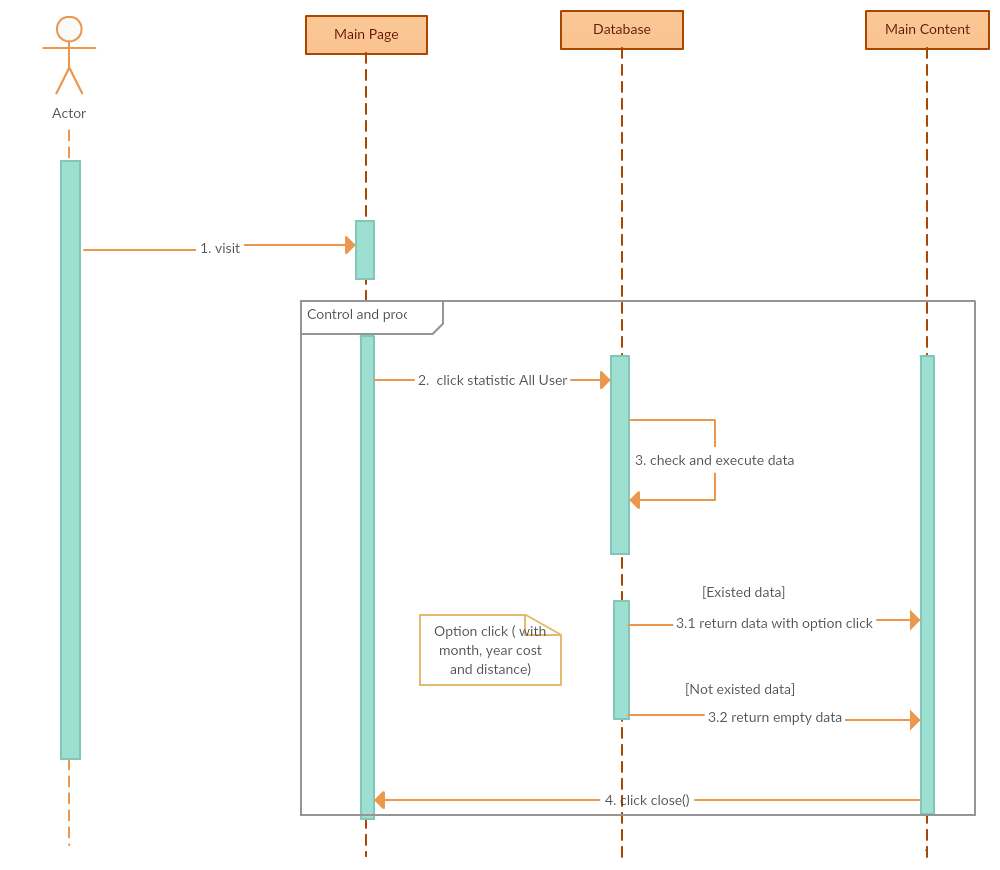 Main Page
Database
Main Content
Actor
1. visit
Control and proc
2. click statistic All User
3. check and execute data
[Existed data]
3.1 return data with option click
Option click ( with
month, year cost
and distance)
[Not existed data]
3.2 return empty data
4. click close()